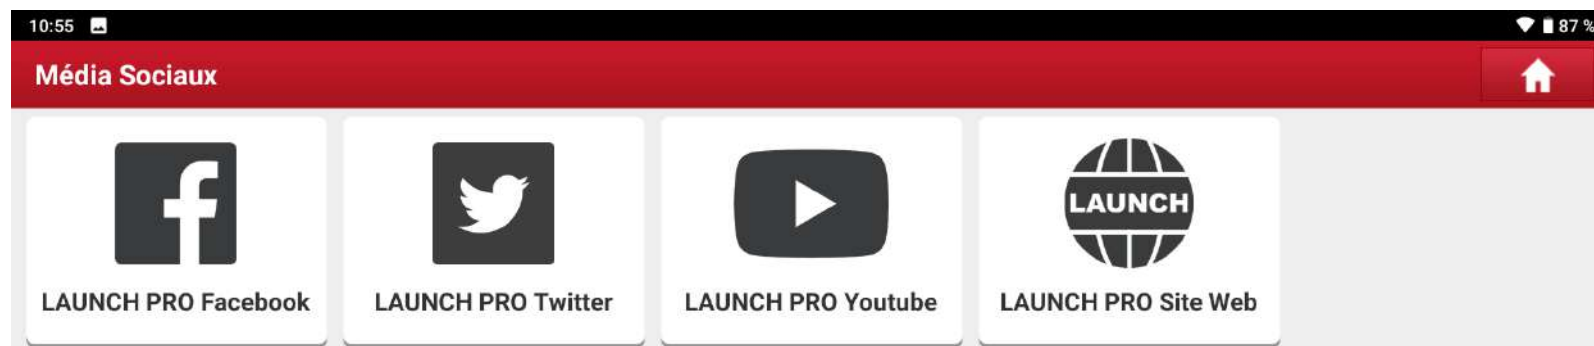 10:55
87 %
Média Sociaux
LAUNCH
LAUNCH PRO Facebook
LAUNCH PRO Twitter
LAUNCH PRO Youtube
LAUNCH PRO Site Web